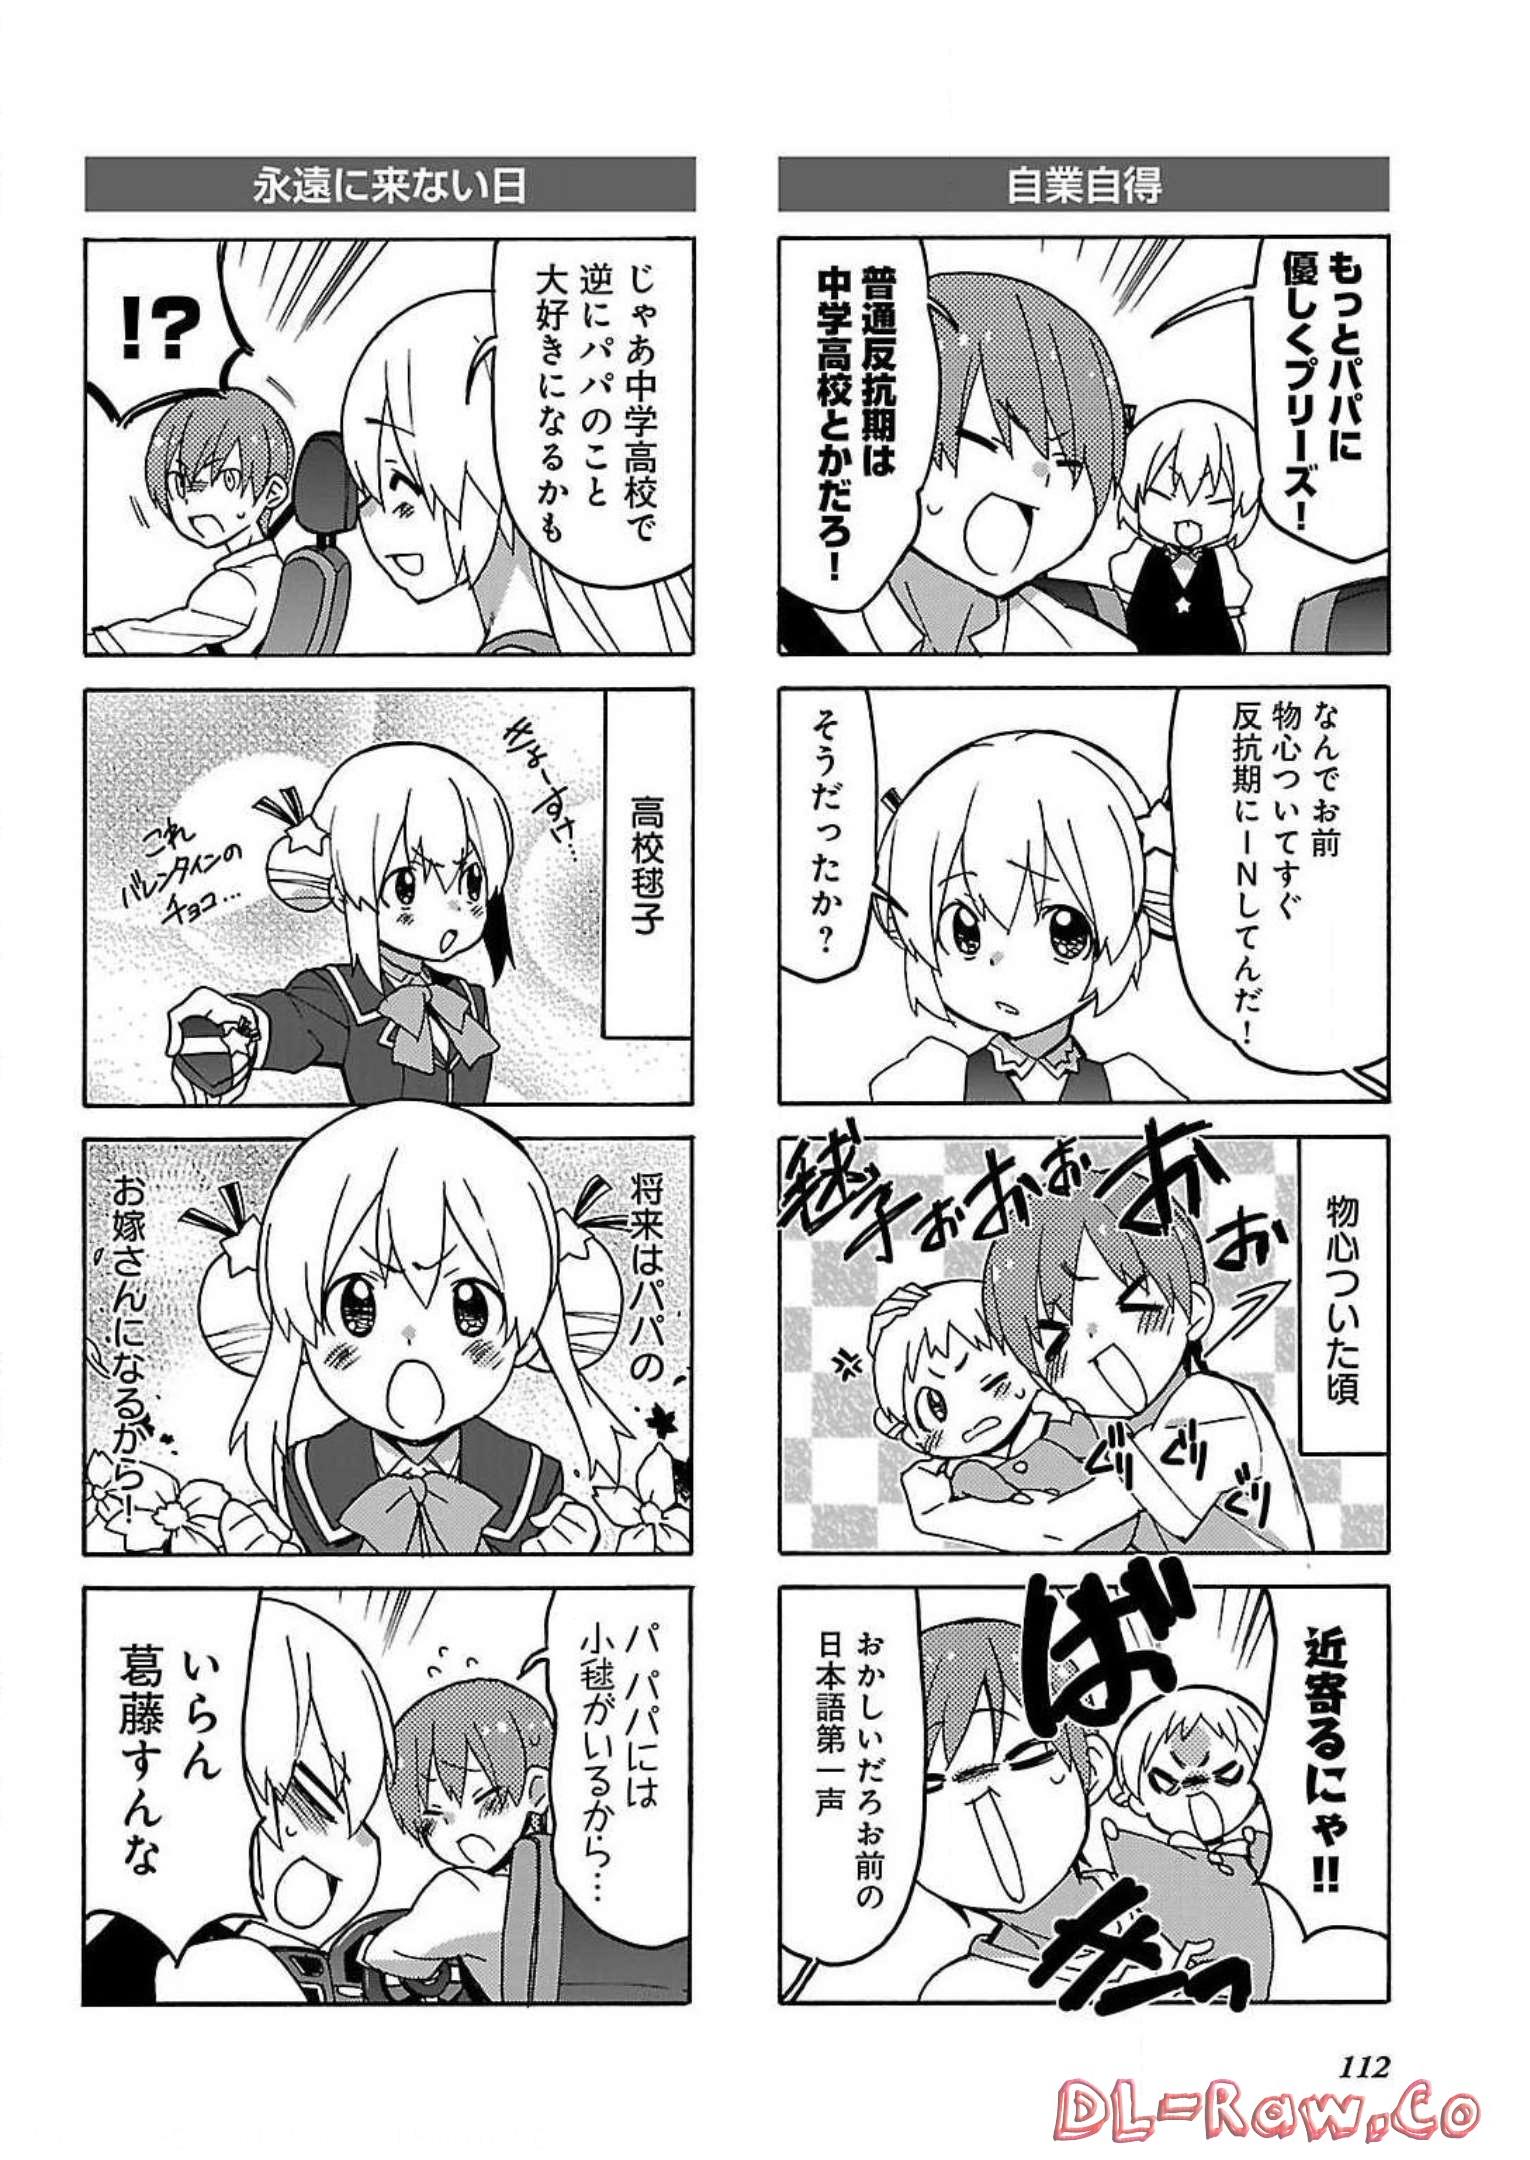 自業自得
もっとパパに
優しくプリーズ!
普通反抗期は
中学高校とかだろ!
なんでお前
物心ついてすぐ
反抗期にINしてんだ!
そうだったか?
物心ついた頃
毬子ぉぉおおおおおお
ぐり
ぐり
ぐり
近寄るにゃ!!
ばきっ
おかしいだろお前の
日本語第一声
永遠に来ない日
じゃあ中学高校で
逆にパパのこと
大好きになるかも
!?
高校毬子
きょーすけ…
これ
バレンタインの
チョコ…
将来はパパの
お嫁さんになるから!
パパパには
小毬がいるから…
いらん
葛藤すんな
112
DL-Raw.Co